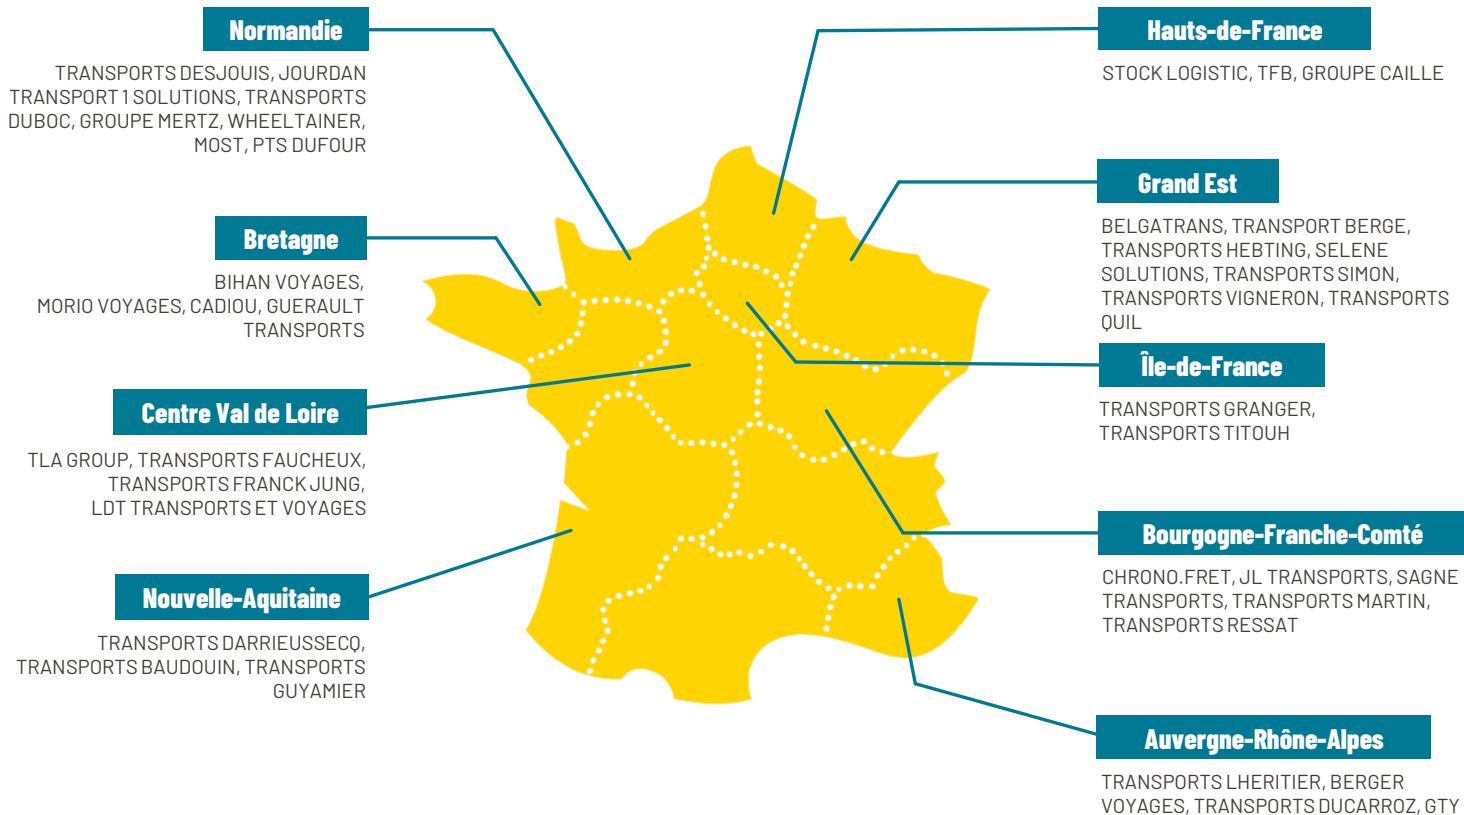 Normandie
TRANSPORTS DESJOUIS, JOURDAN
TRANSPORT 1 SOLUTIONS, TRANSPORTS
DUBOC, GROUPE MERTZ, WHEELTAINER,
MOST, PTS DUFOUR
Bretagne
BIHAN VOYAGES,
MORIO VOYAGES, CADIOU, GUERAULT
TRANSPORTS
Centre Val de Loire
TLA GROUP, TRANSPORTS FAUCHEUX,
TRANSPORTS FRANCK JUNG,
LDT TRANSPORTS ET VOYAGES
Nouvelle-Aquitaine
TRANSPORTS DARRIEUSSECQ,
TRANSPORTS BAUDOUIN, TRANSPORTS
GUYAMIER
Hauts-de-France
STOCK LOGISTIC, TFB, GROUPE CAILLE
Grand Est
BELGATRANS, TRANSPORT BERGE,
TRANSPORTS HEBTING, SELENE
SOLUTIONS, TRANSPORTS SIMON,
TRANSPORTS VIGNERON, TRANSPORTS
QUIL
Île-de-France
TRANSPORTS GRANGER,
TRANSPORTS TITOUH
Bourgogne-Franche-Comté
CHRONO.FRET, JL TRANSPORTS, SAGNE
TRANSPORTS, TRANSPORTS MARTIN,
TRANSPORTS RESSAT
Auvergne-Rhône-Alpes
TRANSPORTS LHERITIER, BERGER
VOYAGES, TRANSPORTS DUCARROZ, GTY